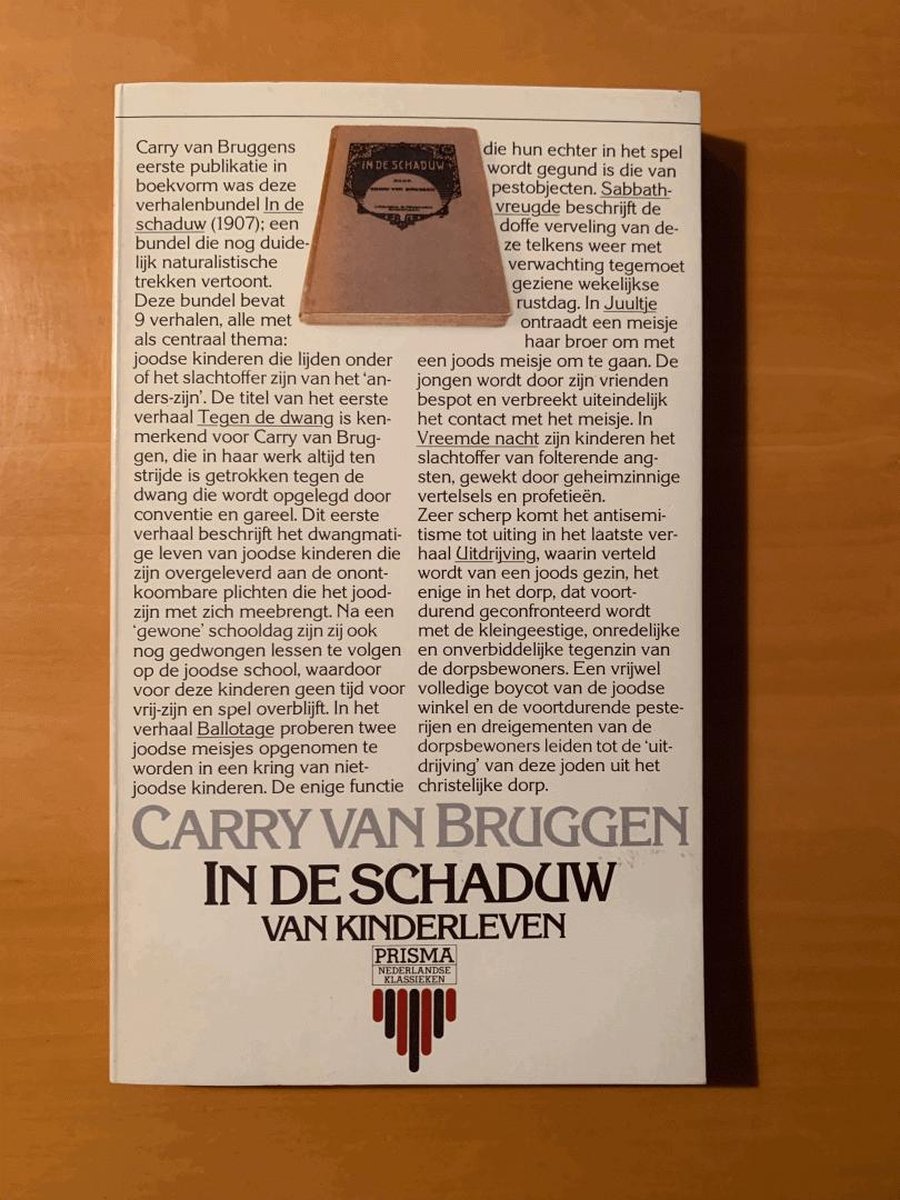 Carry van Bruggens
eerste publikatie in
boekvorm was deze
verhalenbundel In de
schaduw (1907); een
bundel die nog duide-
lijk naturalistische
trekken vertoont.
Deze bundel bevat
9 verhalen, alle met
als centraal thema:
joodse kinderen die lijden onder
of het slachtoffer zijn van het 'an-
ders-zijn'. De titel van het eerste
verhaal Tegen de dwang is ken-
merkend voor Carry van Brug-
gen, die in haar werk altijd ten
strijde is getrokken tegen de
dwang die wordt opgelegd door
conventie en gareel. Dit eerste
verhaal beschrijft het dwangmati-
ge leven van joodse kinderen die
zijn overgeleverd aan de onont-
koombare plichten die het jood-
zijn met zich meebrengt. Na een
'gewone' schooldag zijn zij ook
nog gedwongen lessen te volgen
op de joodse school, waardoor
voor deze kinderen geen tijd voor
vrij-zijn en spel overblijft. In het
verhaal Ballotage proberen twee
joodse meisjes opgenomen te
worden in een kring van niet-
joodse kinderen. De enige functie
IN DE SCHADUW
DOOR
CARRY VAN BRUGGEN
die hun echter in het spel
wordt gegund is die van
pestobjecten. Sabbath-
vreugde beschrijft de
doffe verveling van de-
ze telkens weer met
verwachting tegemoet
geziene wekelijkse
rustdag. In Juultje
ontraadt een meisje
haar broer om met
een joods meisje om te gaan. De
jongen wordt door zijn vrienden
bespot en verbreekt uiteindelijk
het contact met het meisje. In
Vreemde nacht zijn kinderen het
slachtoffer van folterende ang-
sten, gewekt door geheimzinnige
vertelsels en profetieën.
Zeer scherp komt het antisemi-
tisme tot uiting in het laatste ver-
haal Uitdrijving, waarin verteld
wordt van een joods gezin, het
enige in het dorp, dat voort-
durend geconfronteerd wordt
met de kleingeestige, onredelijke
en onverbiddelijke tegenzin van
de dorpsbewoners. Een vrijwel
volledige boycot van de joodse
winkel en de voortdurende peste-
rijen en dreigementen van de
dorpsbewoners leiden tot de 'uit-
drijving' van deze joden uit het
christelijke dorp.
CARRY VAN BRUGGEN
IN DE SCHADUW
VAN KINDERLEVEN
PRISMA
NEDERLANDSE
KLASSIEKEN